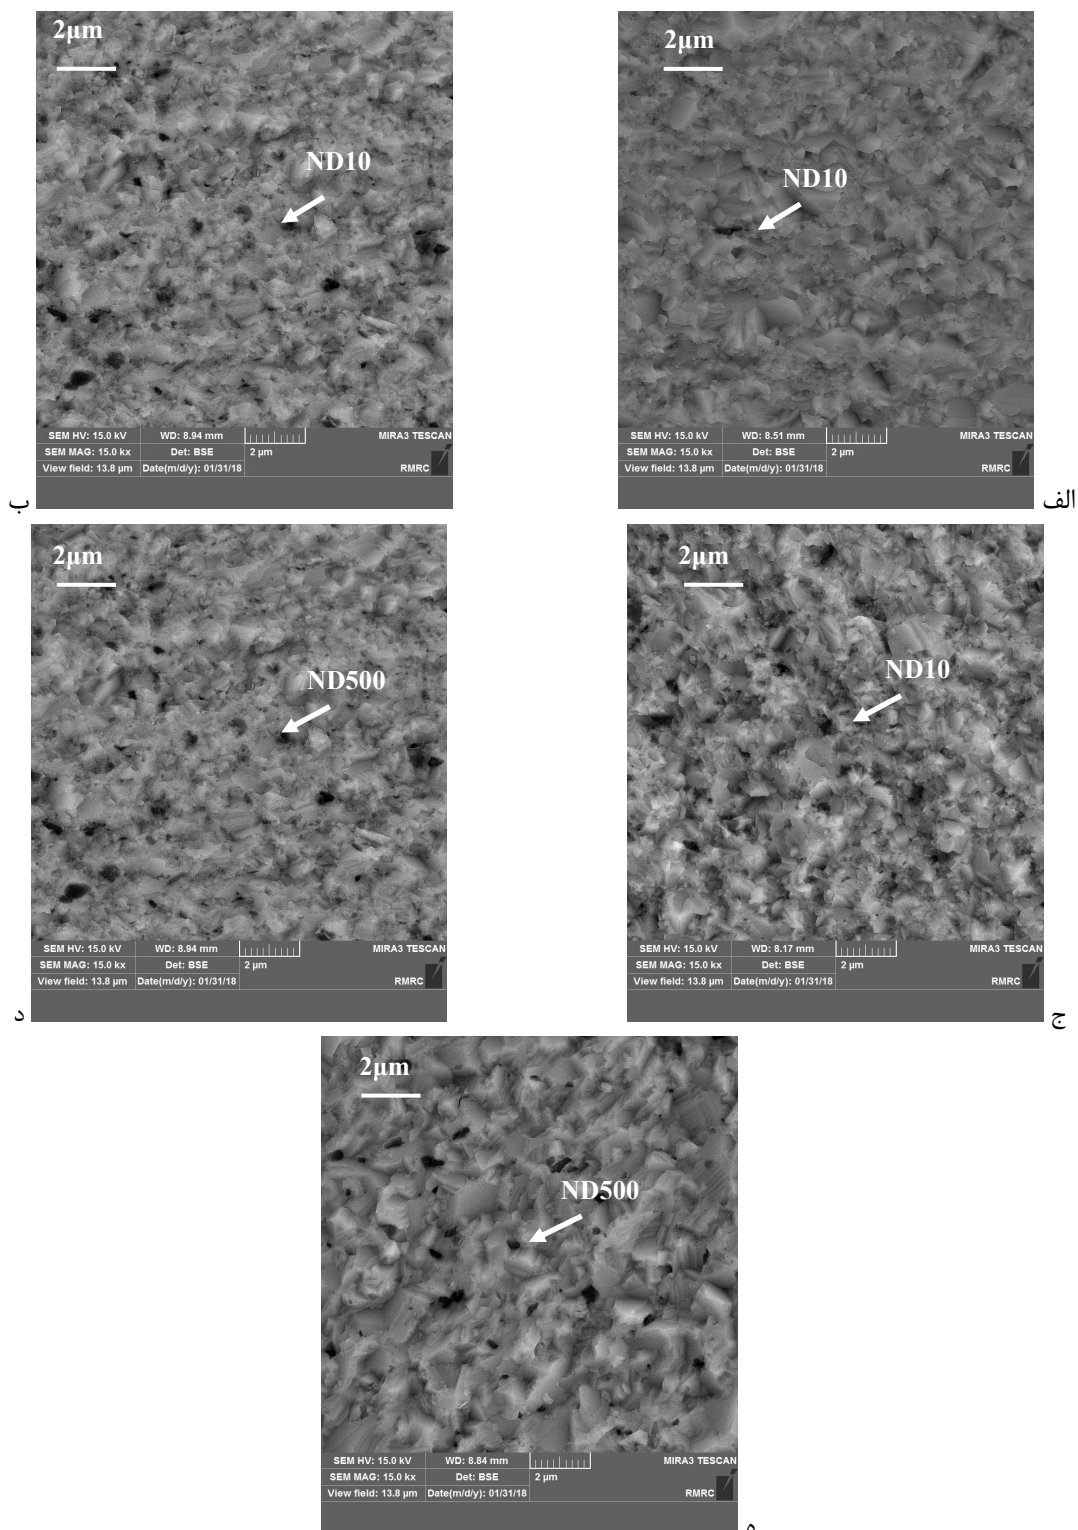 2µm
ND10
SEM HV: 15.0 kV WD: 8.51 mm MIRA3 TESCAN
SEM MAG: 15.0 kx Det: BSE 2 µm
View field: 13.8 µm Date(m/d/y): 01/31/18 RMRC
الف
2µm
ND10
SEM HV: 15.0 kV WD: 8.94 mm MIRA3 TESCAN
SEM MAG: 15.0 kx Det: BSE 2 µm
View field: 13.8 µm Date(m/d/y): 01/31/18 RMRC
ب
2µm
ND10
SEM HV: 15.0 kV WD: 8.17 mm MIRA3 TESCAN
SEM MAG: 15.0 kx Det: BSE 2 µm
View field: 13.8 µm Date(m/d/y): 01/31/18 RMRC
ج
2µm
ND500
SEM HV: 15.0 kV WD: 8.94 mm MIRA3 TESCAN
SEM MAG: 15.0 kx Det: BSE 2 µm
View field: 13.8 µm Date(m/d/y): 01/31/18 RMRC
د
2µm
ND500
SEM HV: 15.0 kV WD: 8.84 mm MIRA3 TESCAN
SEM MAG: 15.0 kx Det: BSE 2 µm
View field: 13.8 µm Date(m/d/y): 01/31/18 RMRC
ه